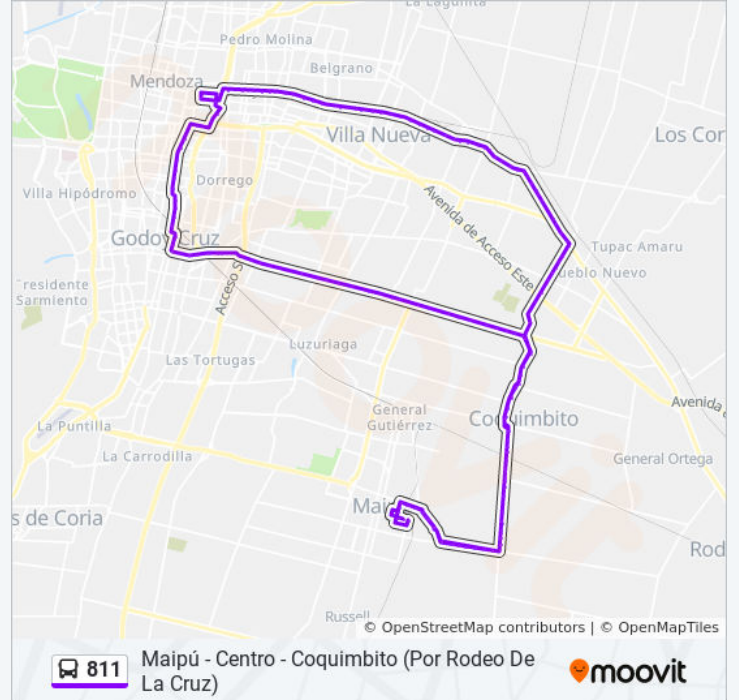 La Lagunita
Pedro Molina
Belgrano
Mendoza
Villa Nueva
Los Cor
Dorrego
Villa Hipódromo
Avenida de Acceso Este
Godoy Cruz
Tupac Amaru
ueblo Nuevo
residente
Sarmiento
Acceso S
Luzuriaga
Las Tortugas
General
Gutiérrez
Avenida
Coquimbito
La Puntilla
La Carrodilla
General Ortega
Mai
s de Coria
Rod
Russell
© OpenStreetMap contributors | © OpenMapTiles
811
Maipú - Centro - Coquimbito (Por Rodeo De
La Cruz)
moovit